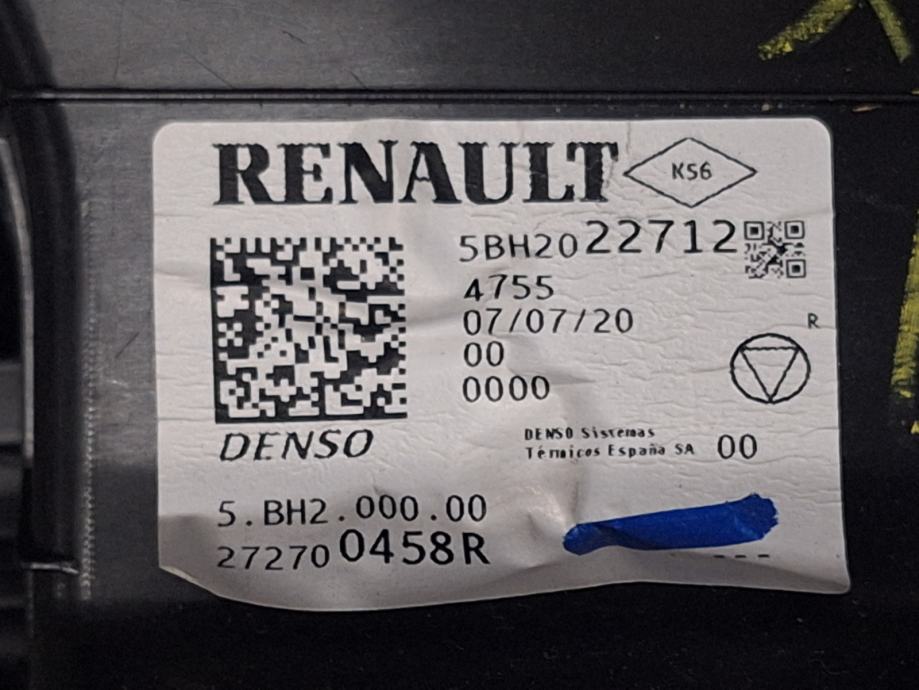 RENAULT K56
5BH2022712
4755
07/07/20
00
0000
R
DENSO
DENSO Sistemas
Térmicos España SA 00
5.BH2.000.00
272700458R
---